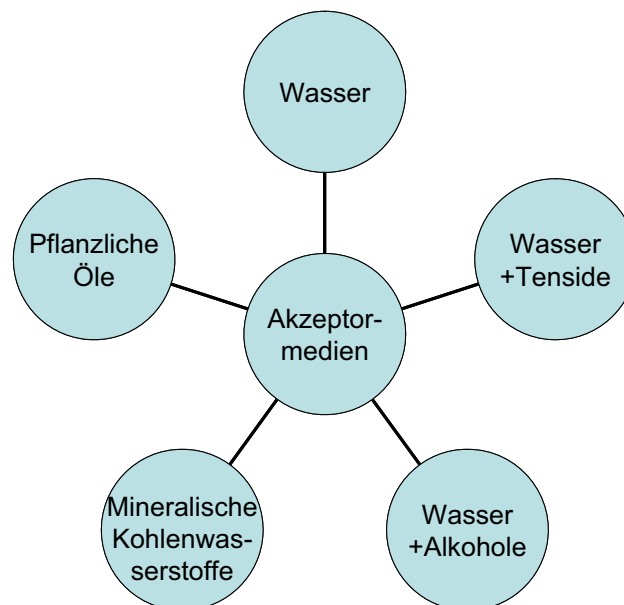 Wasser
Pflanzliche
Öle
Wasser
+Tenside
Akzeptor-
medien
Mineralische
Kohlenwas-
serstoffe
Wasser
+Alkohole